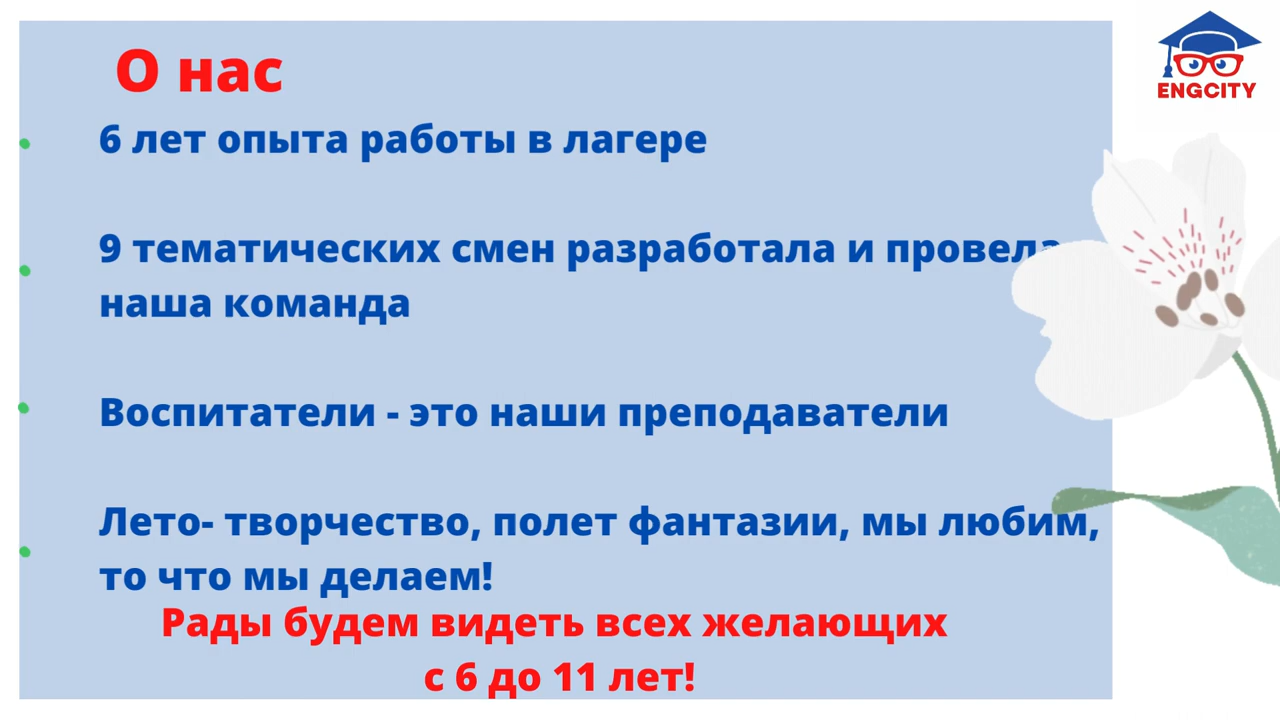 О нас
ENGCITY
6 лет опыта работы в лагере
9 тематических смен разработала и провела
наша команда
Воспитатели - это наши преподаватели
Лето- творчество, полет фантазии, мы любим,
то что мы делаем!
Рады будем видеть всех желающих
с 6 до 11 лет!